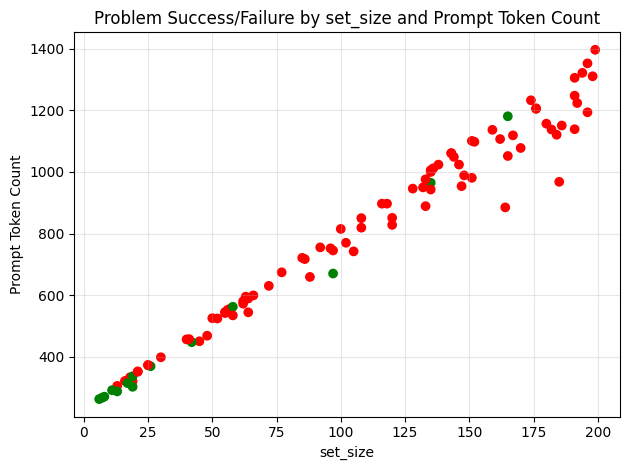 Problem Success/Failure by set_size and Prompt Token Count
Prompt Token Count
1400
1200
1000
800
600
400
0 25 50 75 100 125 150 175 200
set_size